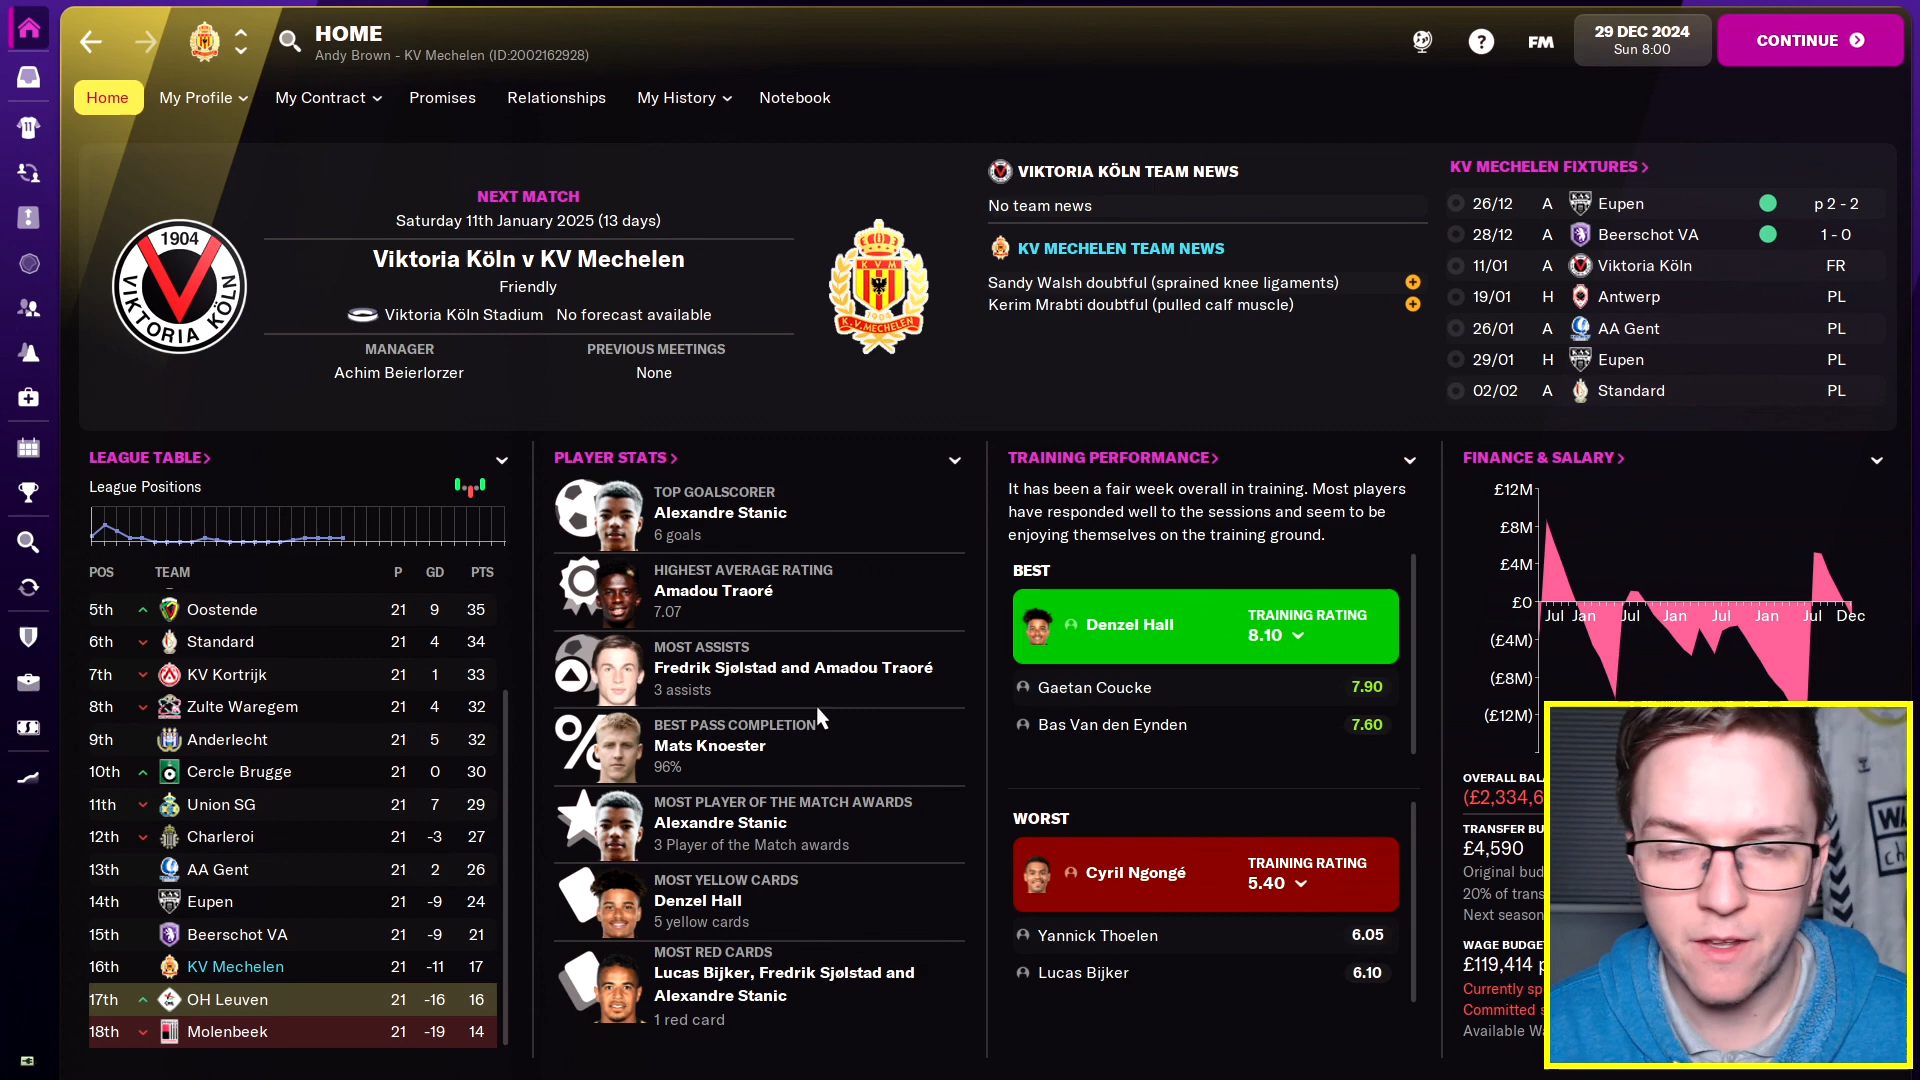 HOME
Andy Brown - KV Mechelen (ID:2002162928)
FM
29 DEC 2024
Sun 8:00
CONTINUE
Home
My Profile
My Contract
Promises
Relationships
My History
Notebook
NEXT MATCH
Saturday 11th January 2025 (13 days)
1904
VIKTORIA KÖLN
Viktoria Köln v KV Mechelen
Friendly
Viktoria Köln Stadium No forecast available
MANAGER
Achim Beierlorzer
PREVIOUS MEETINGS
None
KVM
1904
K.V. MECHELEN
VIKTORIA KÖLN TEAM NEWS
No team news
KV MECHELEN TEAM NEWS
Sandy Walsh doubtful (sprained knee ligaments)
Kerim Mrabti doubtful (pulled calf muscle)
KV MECHELEN FIXTURES
26/12 A Eupen p 2 - 2
28/12 A Beerschot VA 1 - 0
11/01 A Viktoria Köln FR
19/01 H Antwerp PL
26/01 A AA Gent PL
29/01 H Eupen PL
02/02 A Standard PL
LEAGUE TABLE
League Positions
POS TEAM P GD PTS
5th Oostende 21 9 35
6th Standard 21 4 34
7th KV Kortrijk 21 1 33
8th Zulte Waregem 21 4 32
9th Anderlecht 21 5 32
10th Cercle Brugge 21 0 30
11th Union SG 21 7 29
12th Charleroi 21 -3 27
13th AA Gent 21 2 26
14th Eupen 21 -9 24
15th Beerschot VA 21 -9 21
16th KV Mechelen 21 -11 17
17th OH Leuven 21 -16 16
18th Molenbeek 21 -19 14
PLAYER STATS
TOP GOALSCORER
Alexandre Stanic
6 goals
HIGHEST AVERAGE RATING
Amadou Traoré
7.07
MOST ASSISTS
Fredrik Sjølstad and Amadou Traoré
3 assists
BEST PASS COMPLETION
Mats Knoester
96%
MOST PLAYER OF THE MATCH AWARDS
Alexandre Stanic
3 Player of the Match awards
MOST YELLOW CARDS
Denzel Hall
5 yellow cards
MOST RED CARDS
Lucas Bijker, Fredrik Sjølstad and
Alexandre Stanic
1 red card
TRAINING PERFORMANCE
It has been a fair week overall in training. Most players
have responded well to the sessions and seem to be
enjoying themselves on the training ground.
BEST
Denzel Hall
TRAINING RATING
8.10
Gaetan Coucke 7.90
Bas Van den Eynden 7.60
WORST
Cyril Ngongé
TRAINING RATING
5.40
Yannick Thoelen 6.05
Lucas Bijker 6.10
FINANCE & SALARY
£12M
£8M
£4M
£0
(£4M)
(£8M)
(£12M)
Jul Jan Jul Jan Jul Jan Jul Dec
OVERALL BAL
(£2,334,6
TRANSFER BU
£4,590
Original bud
20% of trans
Next season
WAGE BUDGE
£119,414 p
Currently sp
Committed s
Available Wa